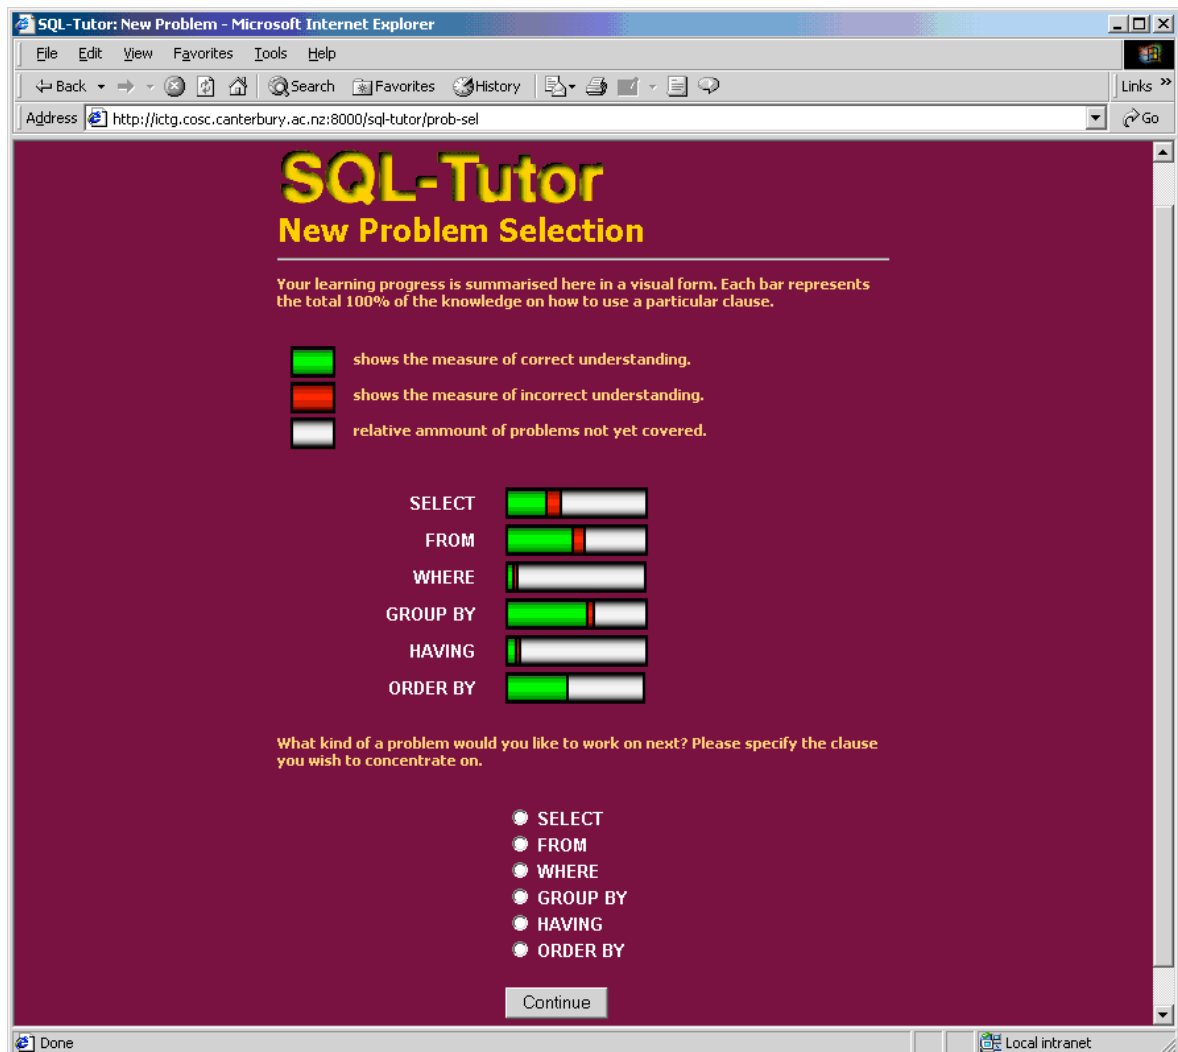 SQL-Tutor: New Problem - Microsoft Internet Explorer
File Edit View Favorites Tools Help
Back Search Favorites History Links »
Address http://ictg.cosc.canterbury.ac.nz:8000/sql-tutor/prob-sel Go
SQL-Tutor
New Problem Selection
Your learning progress is summarised here in a visual form. Each bar represents
the total 100% of the knowledge on how to use a particular clause.
shows the measure of correct understanding.
shows the measure of incorrect understanding.
relative ammount of problems not yet covered.
SELECT
FROM
WHERE
GROUP BY
HAVING
ORDER BY
What kind of a problem would you like to work on next? Please specify the clause
you wish to concentrate on.
SELECT
FROM
WHERE
GROUP BY
HAVING
ORDER BY
Continue
Done Local intranet